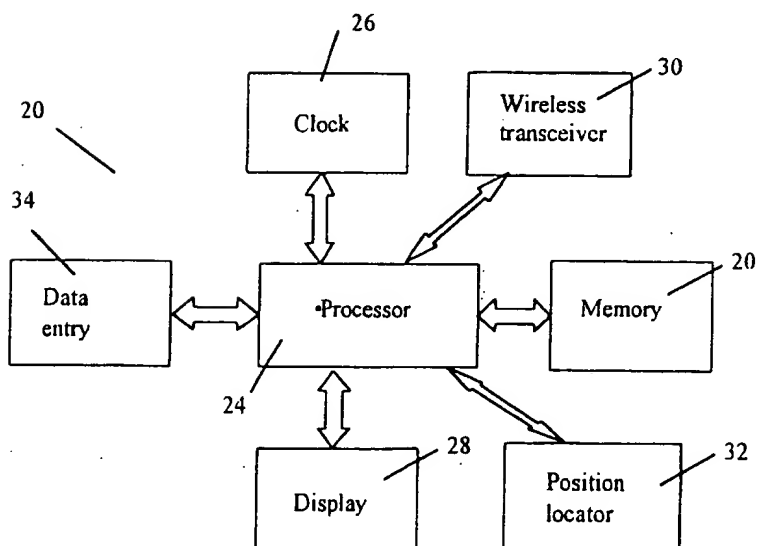 26
30
Clock
Wireless
transceiver
20
34
Data
entry
Processor
Memory
20
24
28
Display
32
Position
locator